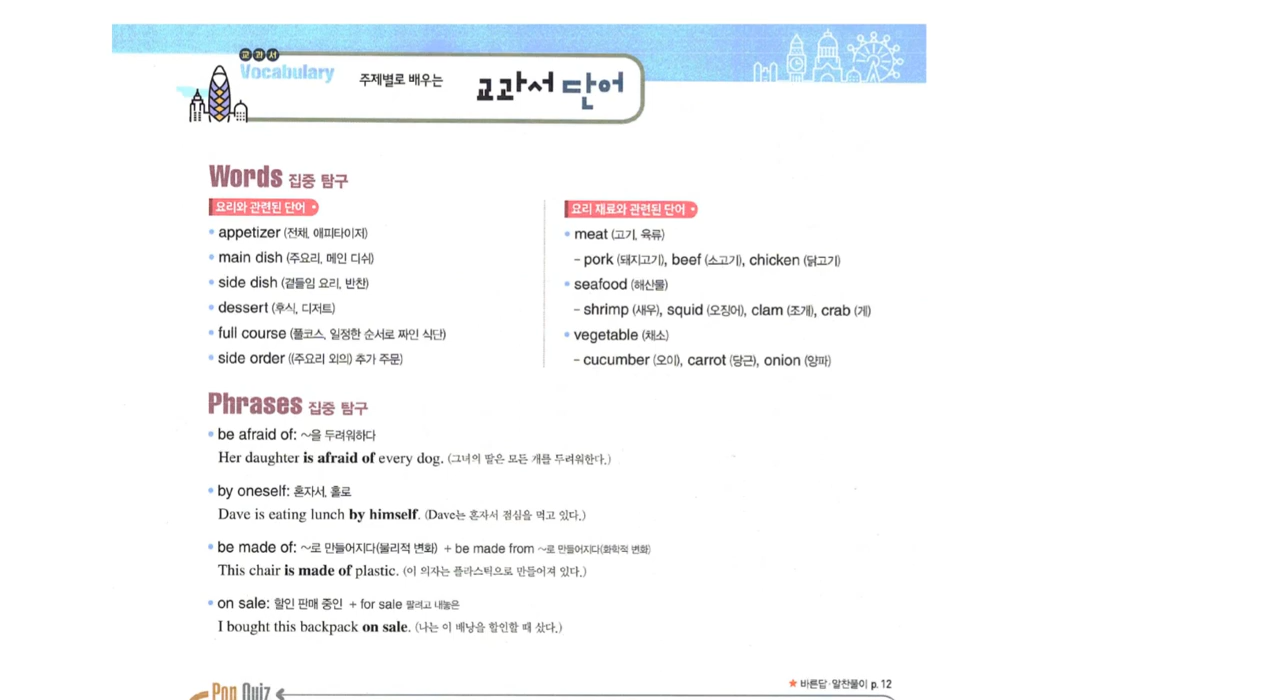 교과서
Vocabulary
주제별로 배우는 교과서 단어
Words 집중 탐구
요리와 관련된 단어
• appetizer (전채, 애피타이저)
• main dish (주요리, 메인 디쉬)
• side dish (곁들임 요리, 반찬)
• dessert (후식, 디저트)
• full course (풀코스, 일정한 순서로 짜인 식단)
• side order ((주요리 외의) 추가 주문)
요리 재료와 관련된 단어
• meat (고기, 육류)
– pork (돼지고기), beef (소고기), chicken (닭고기)
• seafood (해산물)
– shrimp (새우), squid (오징어), clam (조개), crab (게)
• vegetable (채소)
– cucumber (오이), carrot (당근), onion (양파)
Phrases 집중 탐구
• be afraid of: ~을 두려워하다
Her daughter is afraid of every dog. (그녀의 딸은 모든 개를 두려워한다.)
• by oneself: 혼자서, 홀로
Dave is eating lunch by himself. (Dave는 혼자서 점심을 먹고 있다.)
• be made of: ~로 만들어지다(물리적 변화) + be made from ~로 만들어지다(화학적 변화)
This chair is made of plastic. (이 의자는 플라스틱으로 만들어져 있다.)
• on sale: 할인 판매 중인 + for sale 팔려고 내놓은
I bought this backpack on sale. (나는 이 배낭을 할인할 때 샀다.)
★ 바른답·알찬풀이 p. 12
Pop Quiz